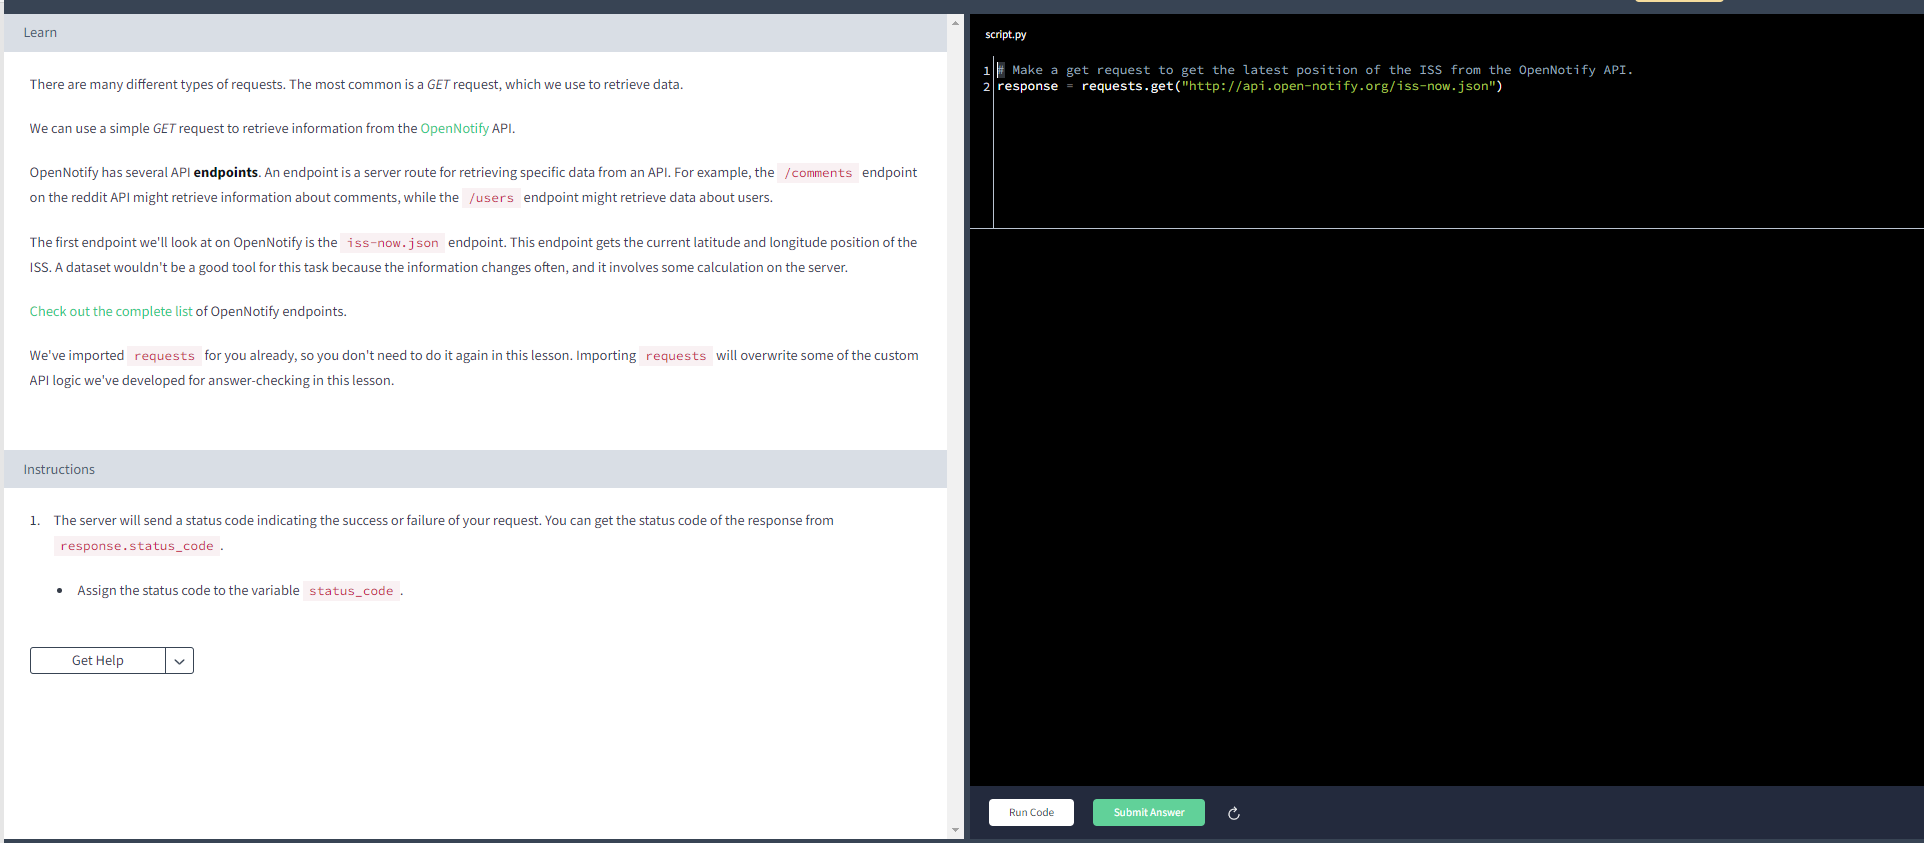 Learn
There are many different types of requests. The most common is a GET request, which we use to retrieve data.
We can use a simple GET request to retrieve information from the OpenNotify API.
OpenNotify has several API endpoints. An endpoint is a server route for retrieving specific data from an API. For example, the /comments endpoint
on the reddit API might retrieve information about comments, while the /users endpoint might retrieve data about users.
The first endpoint we'll look at on OpenNotify is the iss-now.json endpoint. This endpoint gets the current latitude and longitude position of the
ISS. A dataset wouldn't be a good tool for this task because the information changes often, and it involves some calculation on the server.
Check out the complete list of OpenNotify endpoints.
We've imported requests for you already, so you don't need to do it again in this lesson. Importing requests will overwrite some of the custom
API logic we've developed for answer-checking in this lesson.
Instructions
1. The server will send a status code indicating the success or failure of your request. You can get the status code of the response from
response.status_code .
• Assign the status code to the variable status_code .
Get Help
script.py
1 # Make a get request to get the latest position of the ISS from the OpenNotify API.
2 response = requests.get("http://api.open-notify.org/iss-now.json")
Run Code
Submit Answer